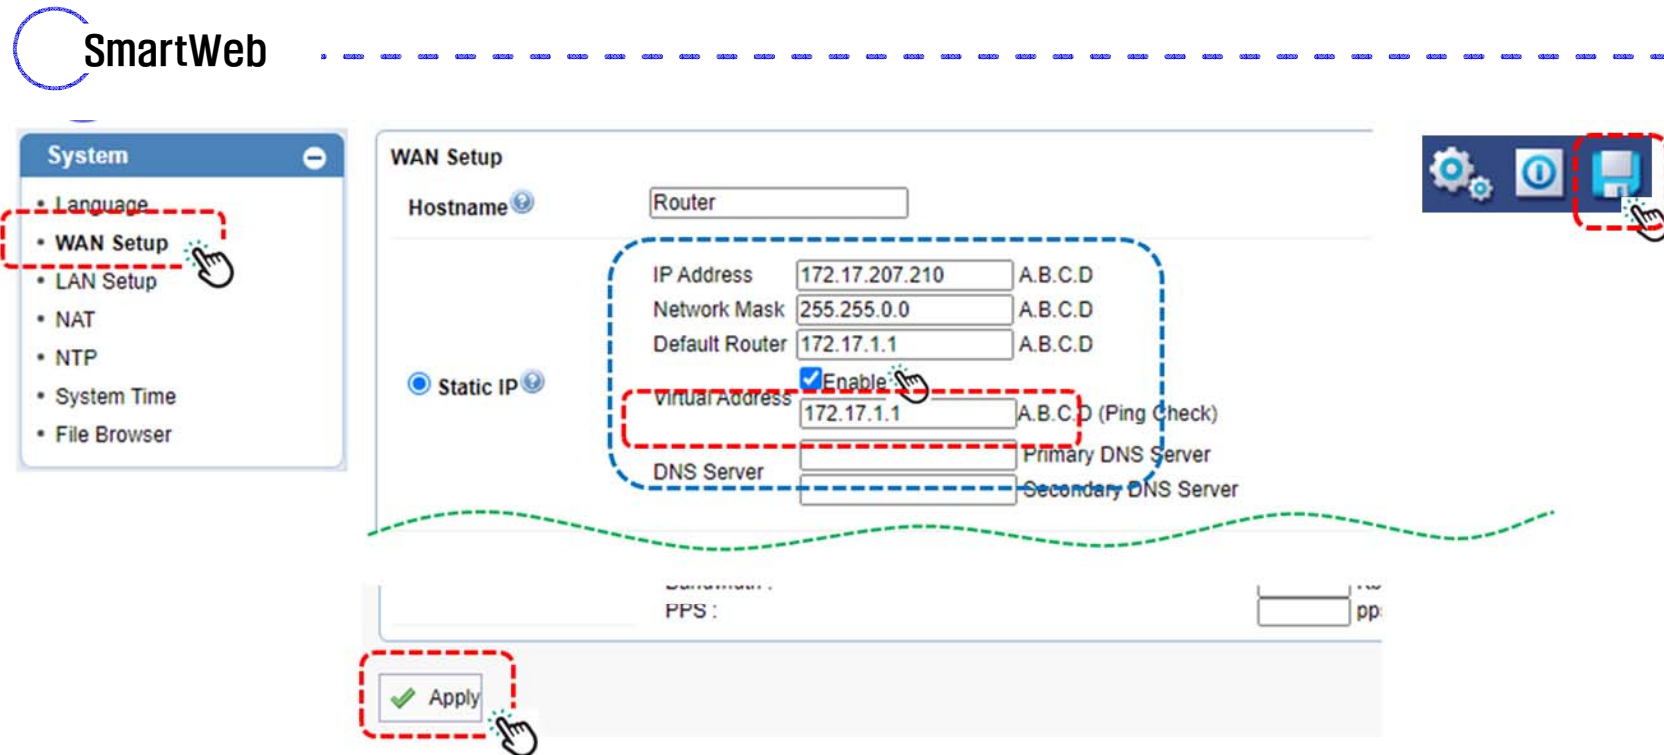 SmartWeb
System
Language
WAN Setup
LAN Setup
NAT
NTP
System Time
File Browser
WAN Setup
Hostname Router
IP Address 172.17.207.210 A.B.C.D
Network Mask 255.255.0.0 A.B.C.D
Default Router 172.17.1.1 A.B.C.D
Static IP
Enable
Virtual Address
172.17.1.1 A.B.C.D (Ping Check)
Primary DNS Server
DNS Server
Secondary DNS Server
Bandwidth :
PPS :
Apply